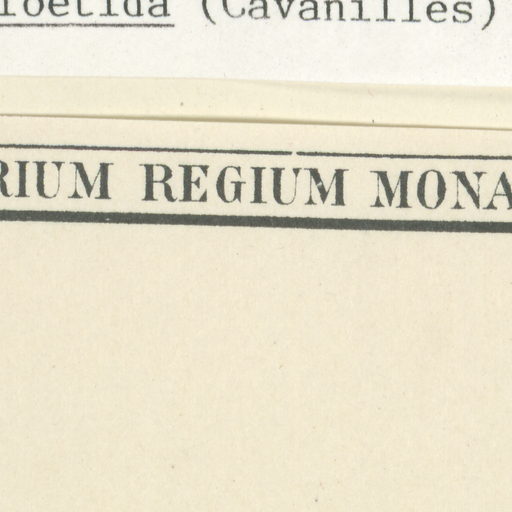 foetida (Cavanilles)
RIUM REGIUM MONA